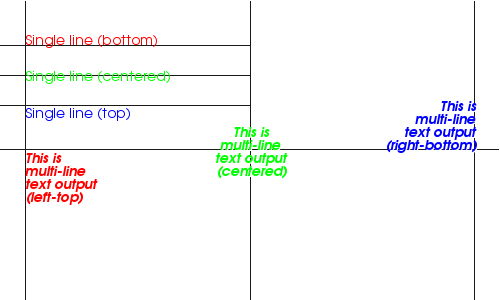 Single line (bottom)
Single line (centered)
Single line (top)
This is
multi-line
text output
(left-top)
This is
multi-line
text output
(centered)
This is
multi-line
text output
(right-bottom)